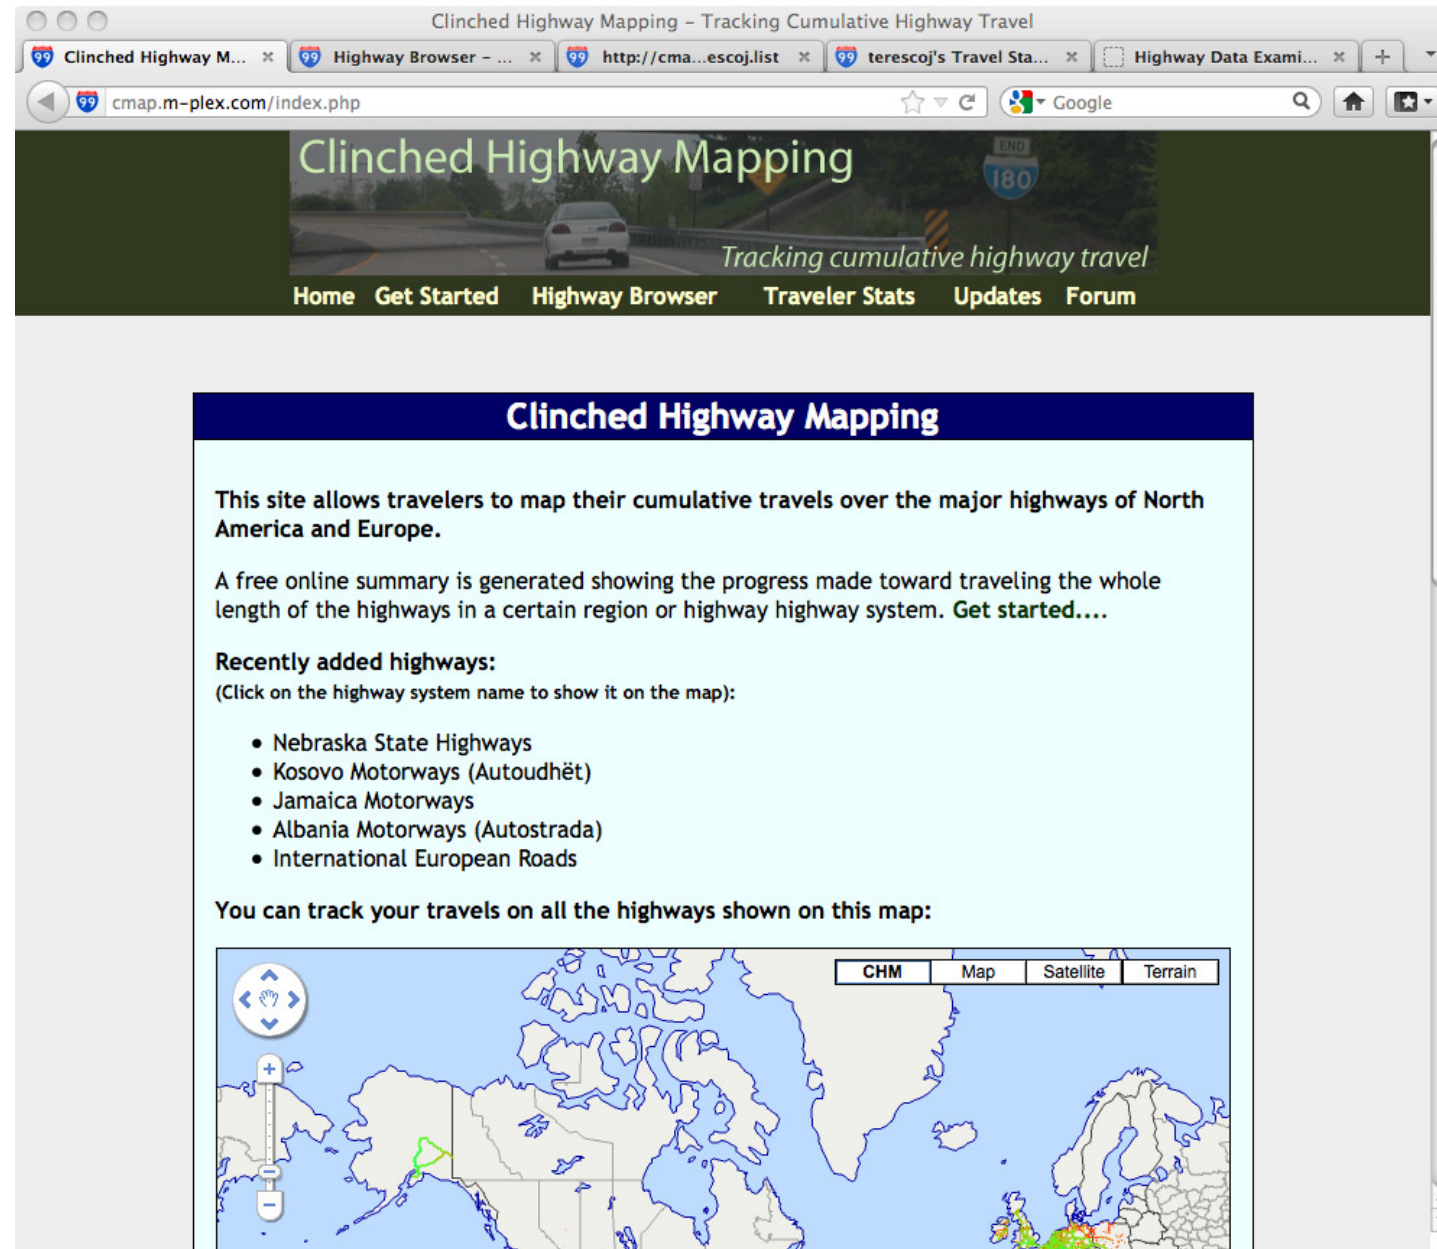 Clinched Highway Mapping – Tracking Cumulative Highway Travel
99 Clinched Highway M... × 99 Highway Browser – ... × 99 http://cma...escoj.list × 99 terescoj's Travel Sta... × Highway Data Exami... × +
99 cmap.m-plex.com/index.php Google
Clinched Highway Mapping
END
180
Tracking cumulative highway travel
Home Get Started Highway Browser Traveler Stats Updates Forum
Clinched Highway Mapping
This site allows travelers to map their cumulative travels over the major highways of North
America and Europe.
A free online summary is generated showing the progress made toward traveling the whole
length of the highways in a certain region or highway highway system. Get started....
Recently added highways:
(Click on the highway system name to show it on the map):
• Nebraska State Highways
• Kosovo Motorways (Autoudhët)
• Jamaica Motorways
• Albania Motorways (Autostrada)
• International European Roads
You can track your travels on all the highways shown on this map:
CHM Map Satellite Terrain